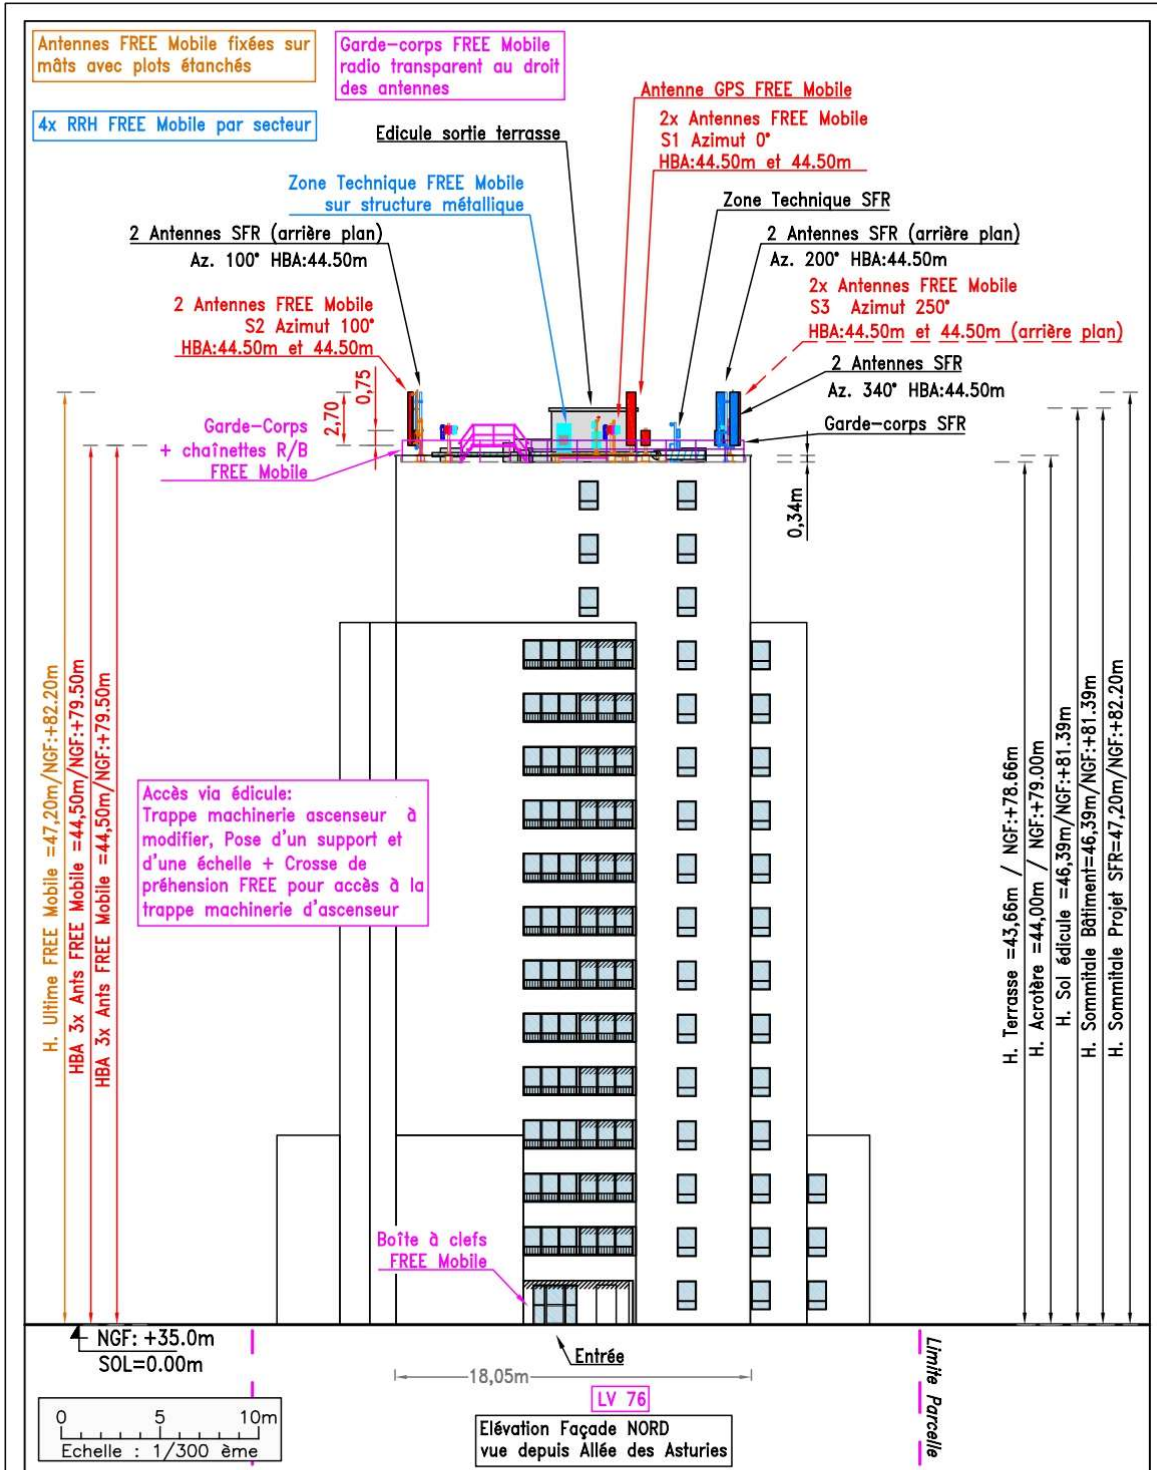 Antennes FREE Mobile fixées sur
mâts avec plots étanchés
Garde-corps FREE Mobile
radio transparent au droit
des antennes
4x RRH FREE Mobile par secteur
Antenne GPS FREE Mobile
2x Antennes FREE Mobile
S1 Azimut 0°
HBA:44.50m et 44.50m
Edicule sortie terrasse
Zone Technique FREE Mobile
sur structure métallique
Zone Technique SFR
2 Antennes SFR (arrière plan)
Az. 100° HBA:44.50m
2 Antennes SFR (arrière plan)
Az. 200° HBA:44.50m
2 Antennes FREE Mobile
S2 Azimut 100°
HBA:44.50m et 44.50m
2x Antennes FREE Mobile
S3 Azimut 250°
HBA:44.50m et 44.50m (arrière plan)
2 Antennes SFR
Az. 340° HBA:44.50m
0,75
2,70
Garde-Corps
+ chaînettes R/B
FREE Mobile
Garde-corps SFR
0,34m
H. Ultime FREE Mobile =47,20m/NGF:+82.20m
HBA 3x Ants FREE Mobile =44,50m/NGF:+79.50m
HBA 3x Ants FREE Mobile =44,50m/NGF:+79.50m
Accès via édicule:
Trappe machinerie ascenseur à
modifier, Pose d'un support et
d'une échelle + Crosse de
préhension FREE pour accès à la
trappe machinerie d'ascenseur
H. Terrasse =43,66m / NGF:+78.66m
H. Acrotère =44,00m / NGF:+79.00m
H. Sol édicule =46,39m/NGF:+81.39m
H. Sommitale Bâtiment=46,39m/NGF:+81.39m
H. Sommitale Projet SFR=47,20m/NGF:+82.20m
Boîte à clefs
FREE Mobile
NGF: +35.0m
SOL=0.00m
Entrée
18,05m
LV 76
Limite Parcelle
0 5 10m
Echelle : 1/300 ème
Elévation Façade NORD
vue depuis Allée des Asturies